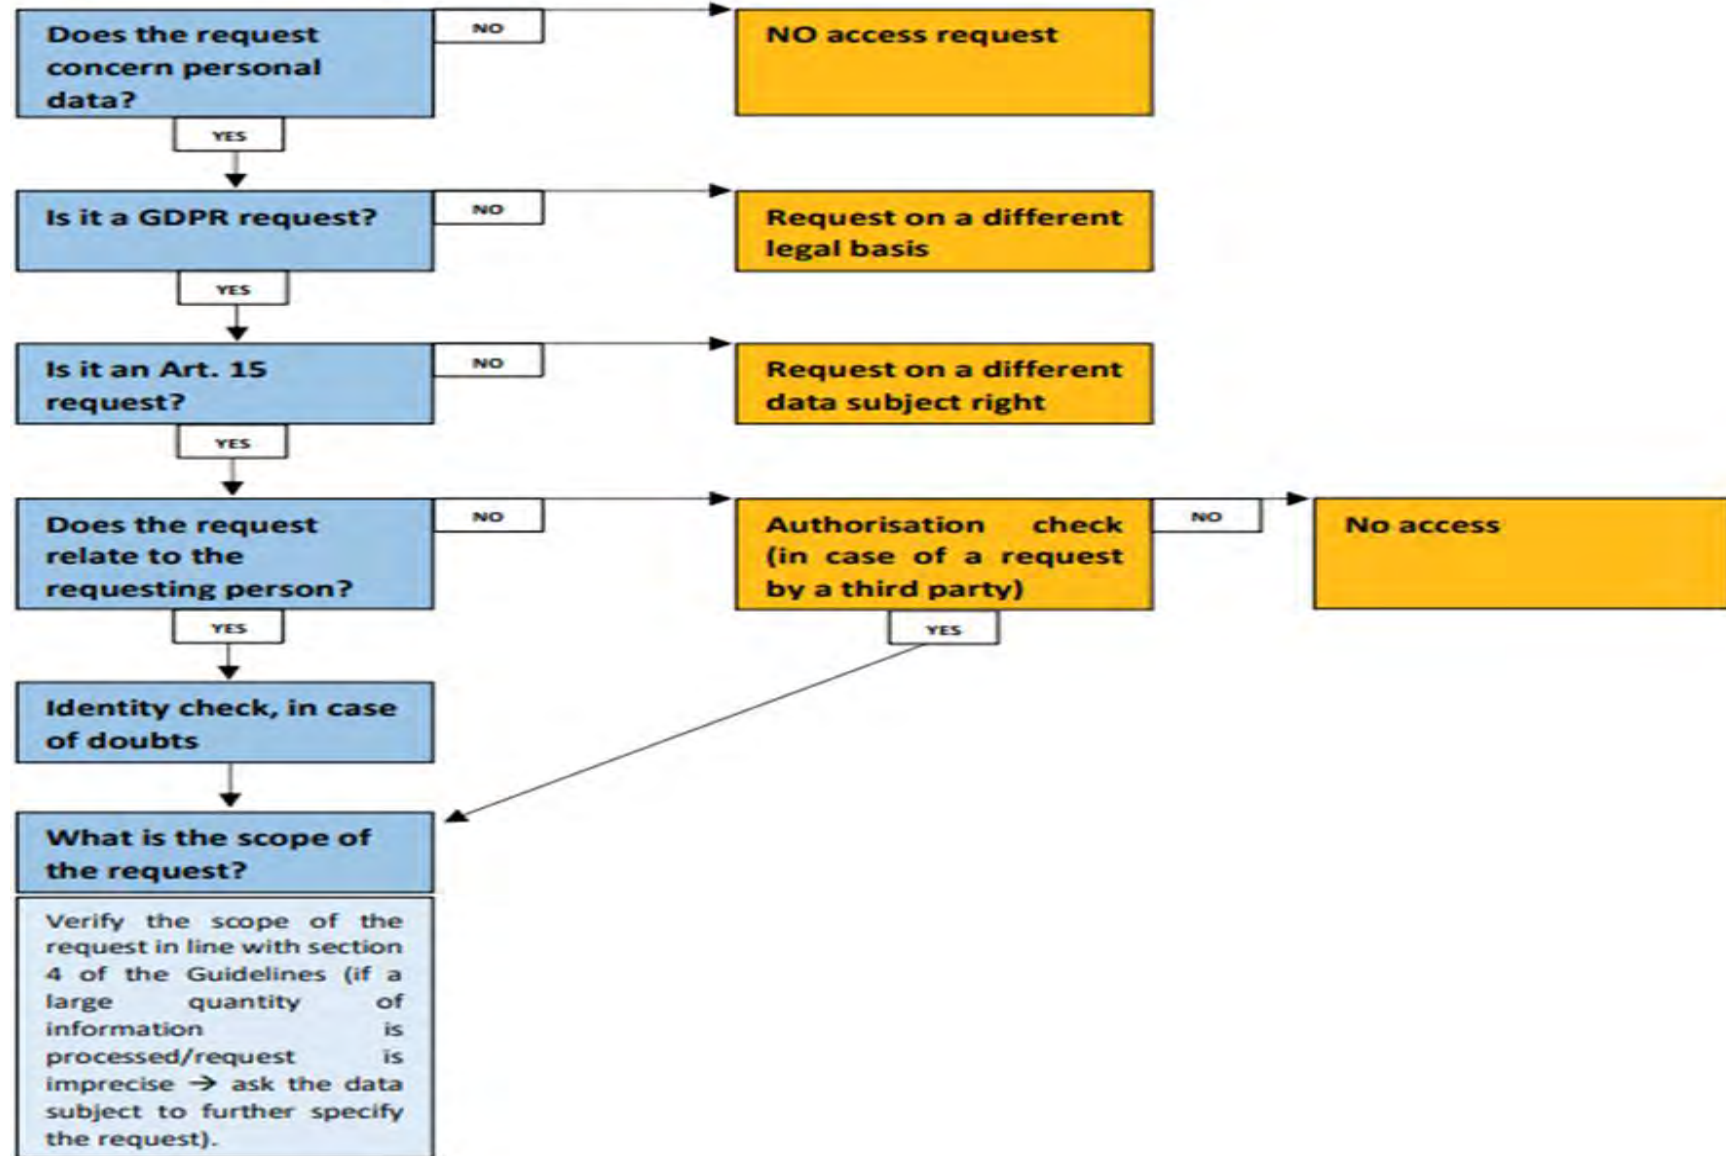 Does the request
concern personal
data?
NO
NO access request
YES
Is it a GDPR request?
NO
Request on a different
legal basis
YES
Is it an Art. 15
request?
NO
Request on a different
data subject right
YES
Does the request
relate to the
requesting person?
NO
Authorisation check
(in case of a request
by a third party)
NO
No access
YES
YES
Identity check, in case
of doubts
What is the scope of
the request?
Verify the scope of the
request in line with section
4 of the Guidelines (if a
large quantity of
information is
processed/request is
imprecise → ask the data
subject to further specify
the request).